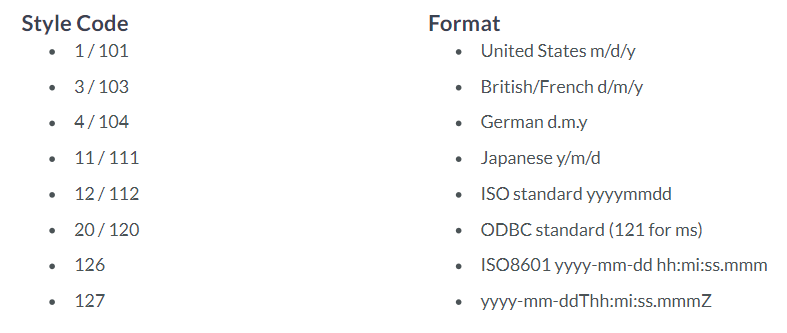 Style Code
1 / 101
3 / 103
4 / 104
11 / 111
12 / 112
20 / 120
126
127
Format
United States m/d/y
British/French d/m/y
German d.m.y
Japanese y/m/d
ISO standard yyyymmdd
ODBC standard (121 for ms)
ISO8601 yyyy-mm-dd hh:mi:ss.mmm
yyyy-mm-ddThh:mi:ss.mmmZ